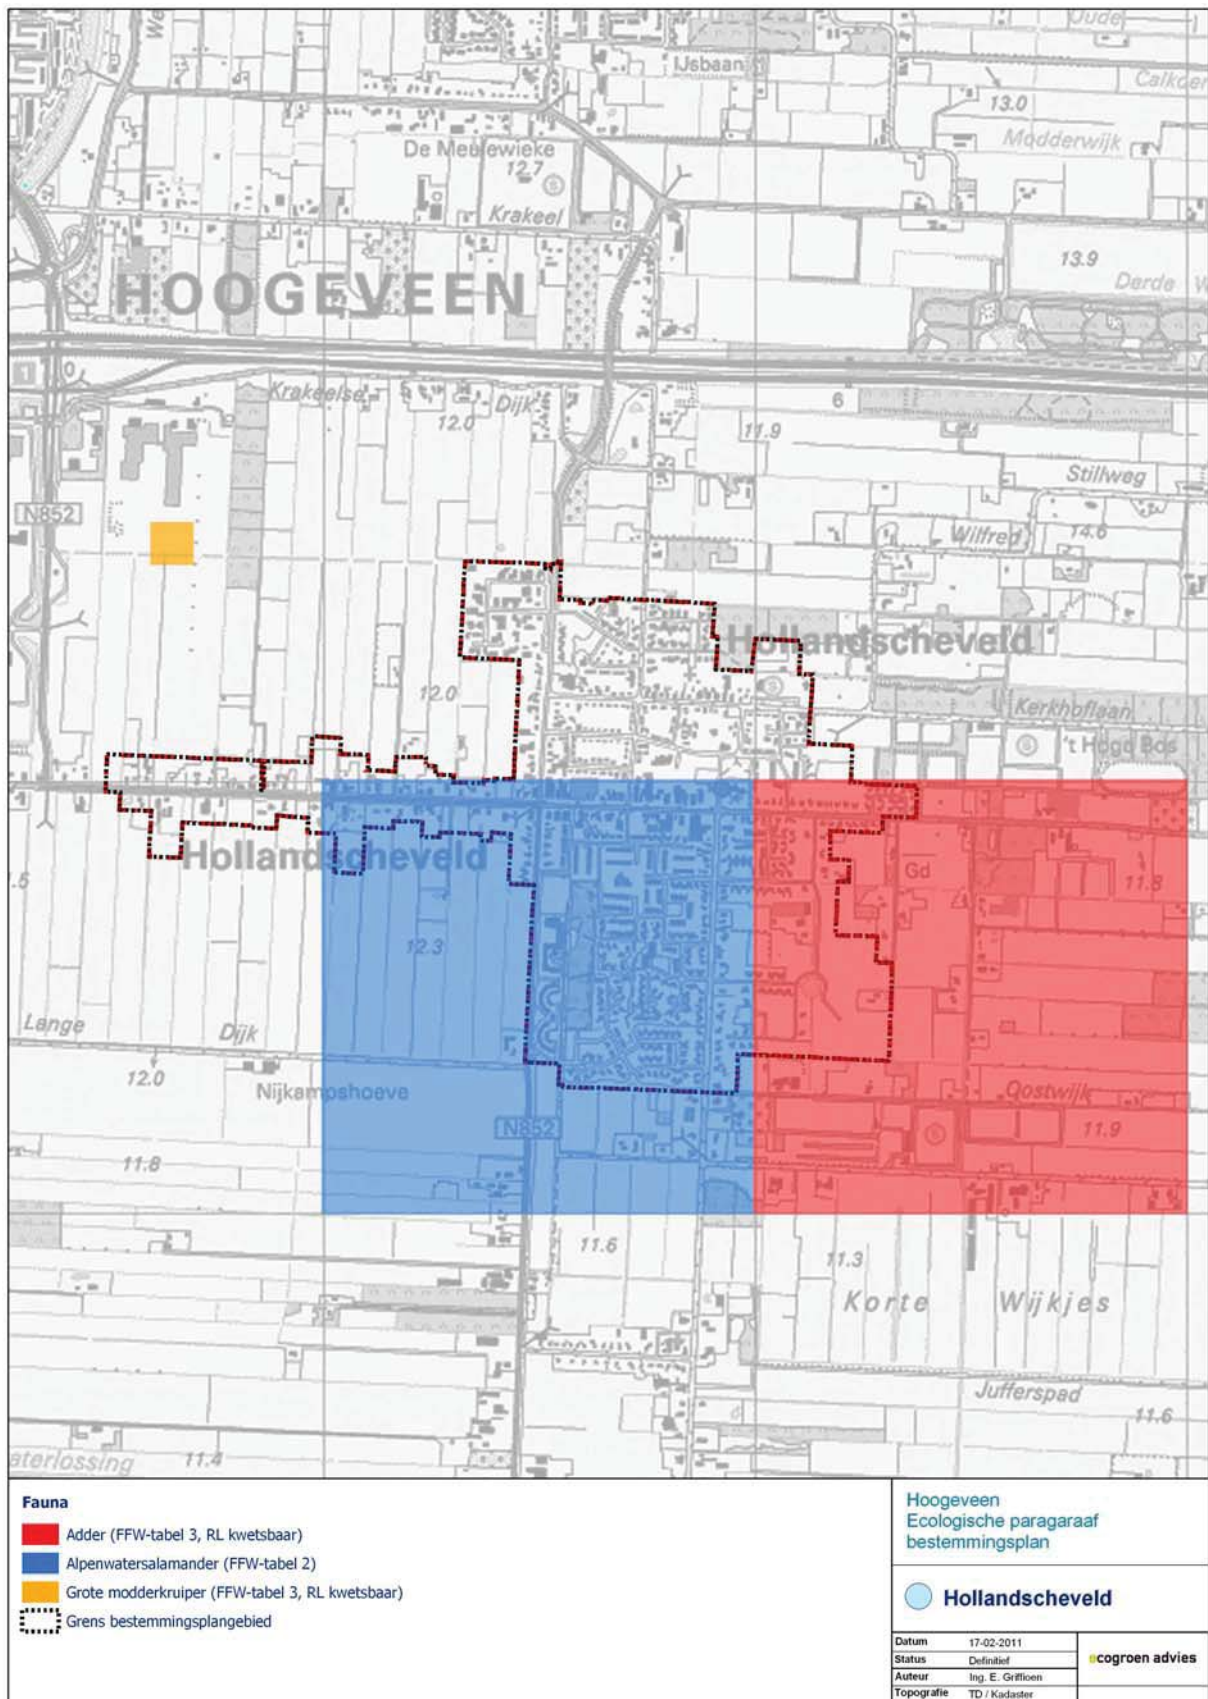 Oude
IJsbaan
Calkoen
13.0
Modderwijk
De Meulewieke
12.7
Krakeel
13.9
HOOGEVEEN
Derde W
0
Krakeelse
Dijk
6
12.0
11.9
Stillweg
N852
Wilfred
14.6
Hollandscheveld
12.0
Kerkhoflaan
't Hoge Bos
Hollandscheveld
Gd
11.8
.5
12.3
Lange
Dijk
12.0
Nijkampshoeve
Oostwijk
N852
11.9
11.8
11.6
11.3
Korte Wijkjes
Jufferspad
11.6
aterlossing
11.4
Fauna
Adder (FFW-tabel 3, RL kwetsbaar)
Alpenwatersalamander (FFW-tabel 2)
Grote modderkruiper (FFW-tabel 3, RL kwetsbaar)
Grens bestemmingsplangebied
Hoogeveen
Ecologische paragaraaf
bestemmingsplan
Hollandscheveld
Datum 17-02-2011
Status Definitief
Auteur Ing. E. Griffioen
Topografie TD / Kadaster
ecogroen advies